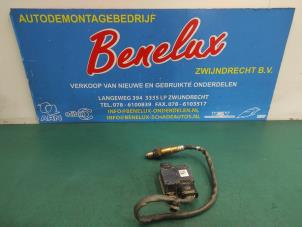 AUTODEMONTAGEBEDRIJF
Benelux
ZWIJNDRECHT B.V.
VERKOOP VAN NIEUWE EN GEBRUIKTE ONDERDELEN
LANGEWEG 394 3335 LP ZWIJNDRECHT
TEL.078 - 6100839 FAX.078 - 6103517
INFO@BENELUX-ONDERDELEN.NL
INFO@BENELUX-SCHADEAUTOS.NL
ARN